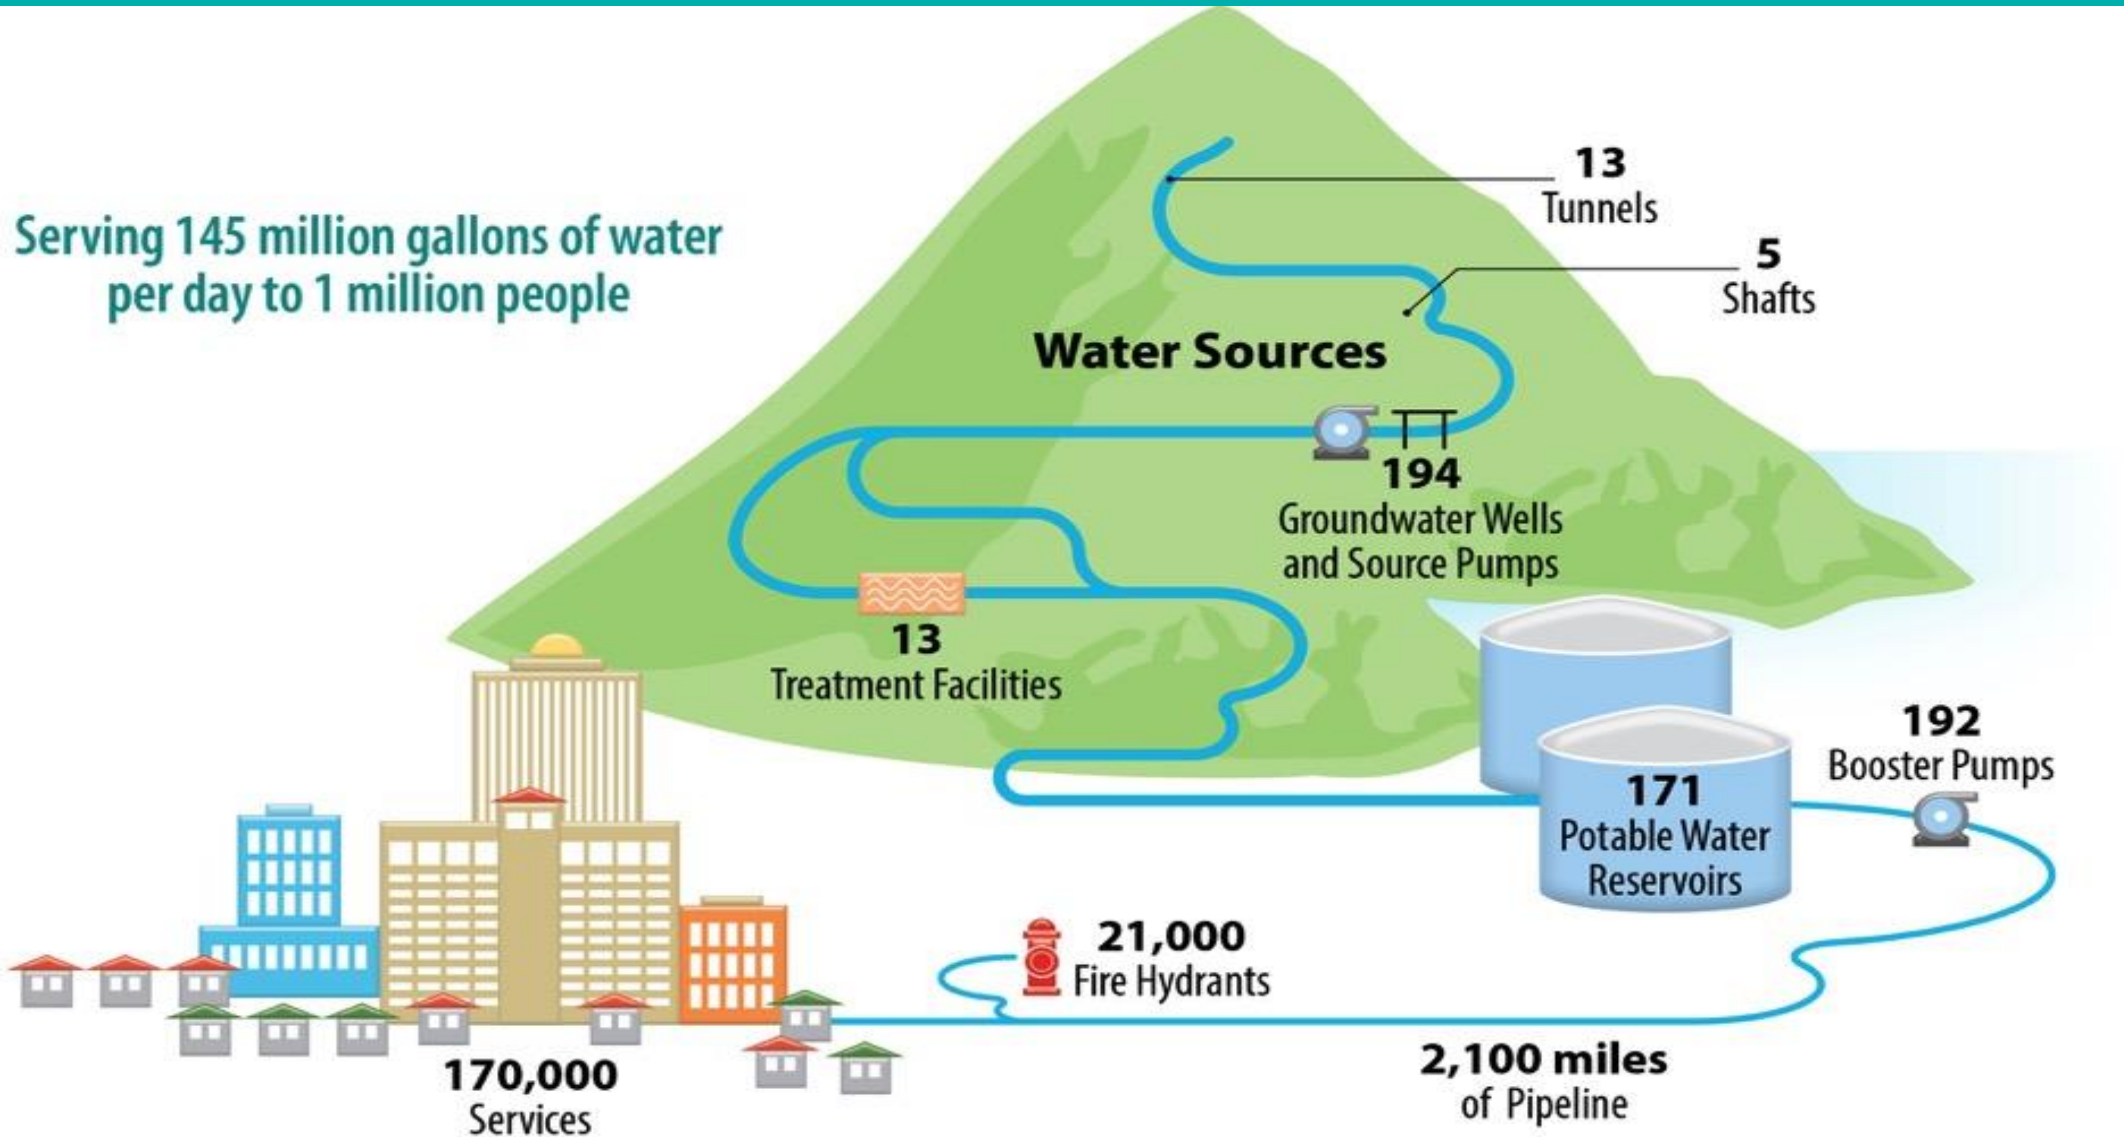 Serving 145 million gallons of water
per day to 1 million people
13
Tunnels
5
Shafts
Water Sources
194
Groundwater Wells
and Source Pumps
13
Treatment Facilities
192
Booster Pumps
171
Potable Water
Reservoirs
21,000
Fire Hydrants
2,100 miles
of Pipeline
170,000
Services